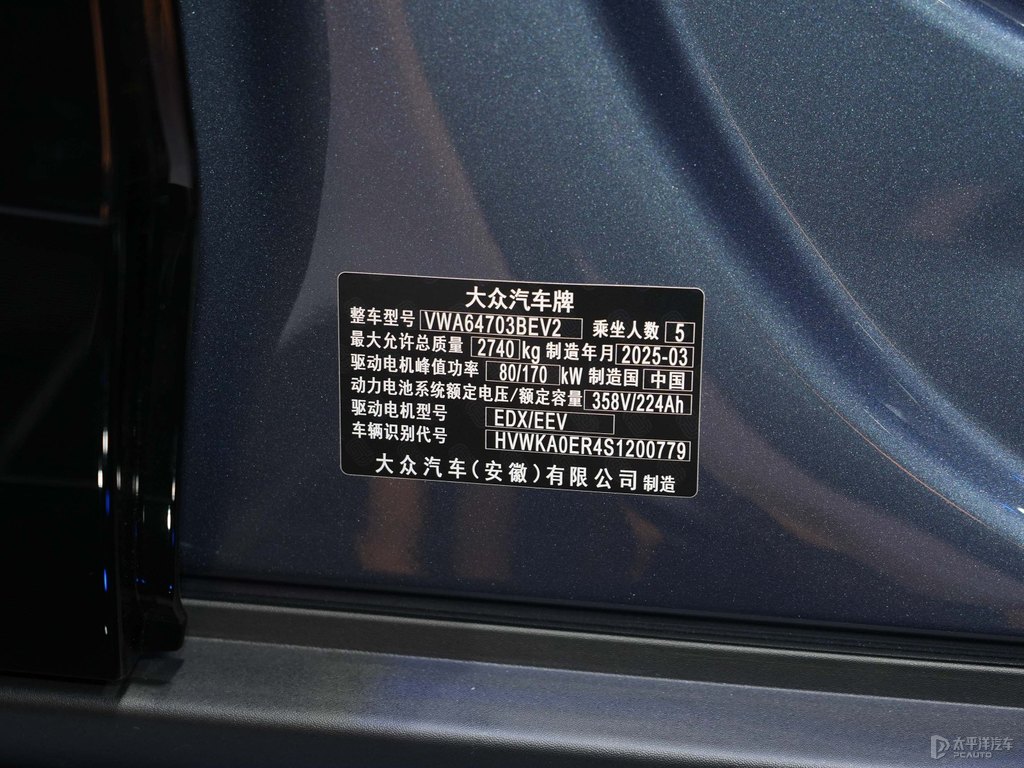 大众汽车牌
整车型号 VWA64703BEV2 乘坐人数 5
最大允许总质量 2740 kg 制造年月 2025-03
驱动电机峰值功率 80/170 kW 制造国 中国
动力电池系统额定电压/额定容量 358V/224Ah
驱动电机型号 EDX/EEV
车辆识别代号 HVWKA0ER4S1200779
大众汽车(安徽)有限公司 制造
太平洋汽车
PCAUTO